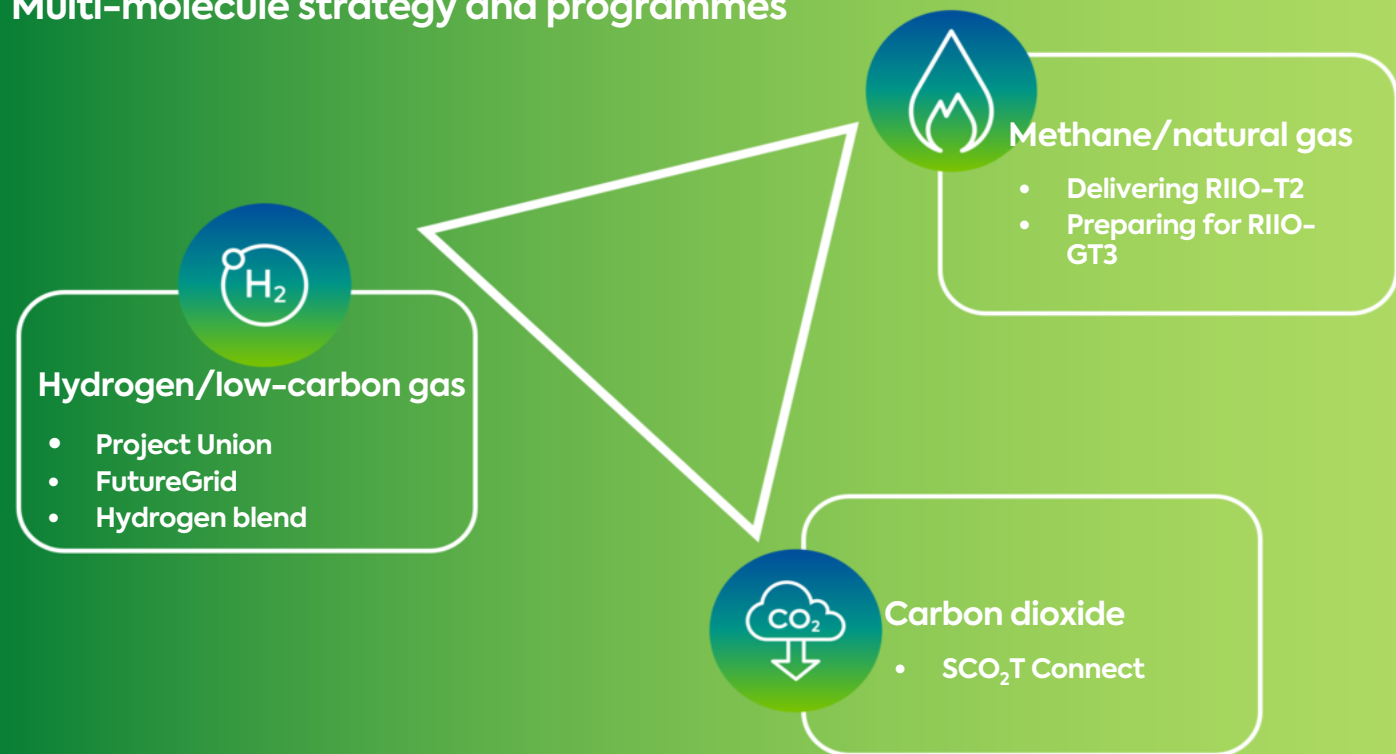 Multi-molecule strategy and programmes
Methane/natural gas
• Delivering RIIO-T2
• Preparing for RIIO-
GT3
H₂
Hydrogen/low-carbon gas
• Project Union
• FutureGrid
• Hydrogen blend
CO₂
Carbon dioxide
• SCO₂T Connect